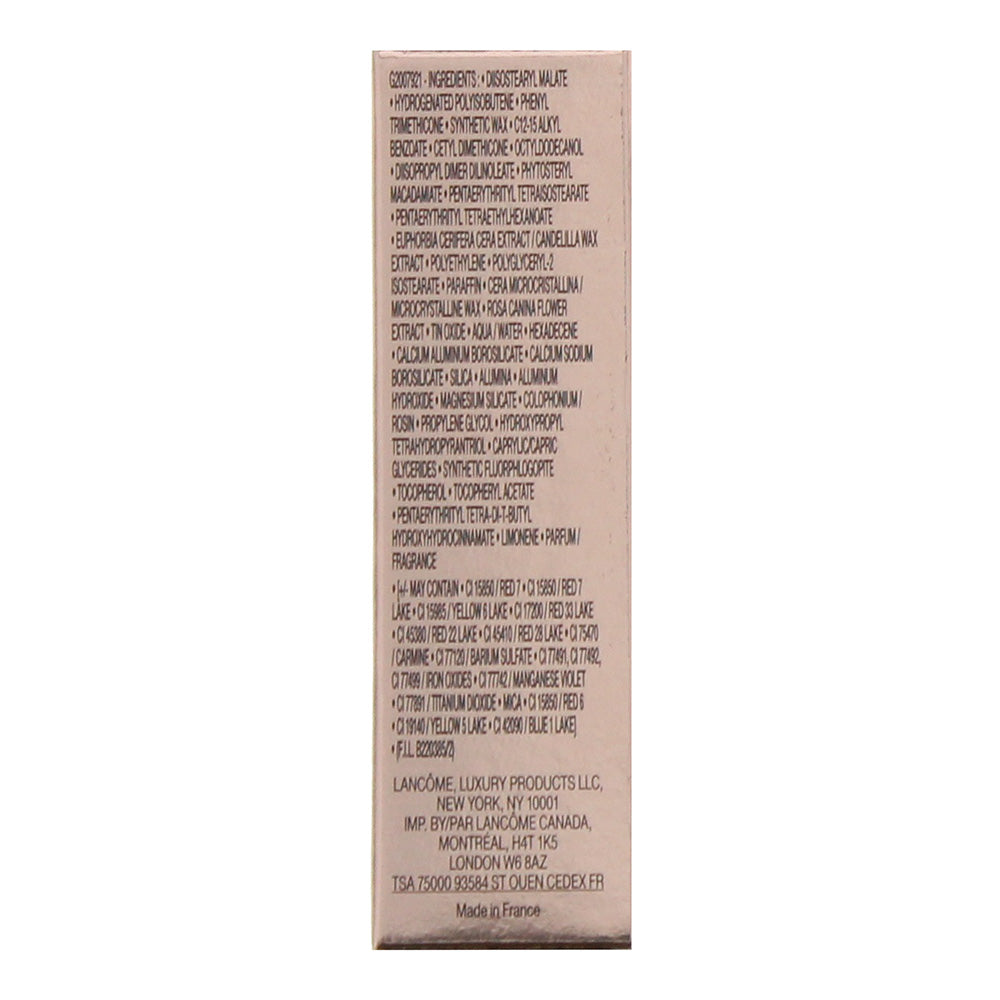 G2007921 - INGREDIENTS : • DIISOSTEARYL MALATE
• HYDROGENATED POLYISOBUTENE • PHENYL
TRIMETHICONE • SYNTHETIC WAX • C12-15 ALKYL
BENZOATE • CETYL DIMETHICONE • OCTYLDODECANOL
• DIISOPROPYL DIMER DILINOLEATE • PHYTOSTERYL
MACADAMIATE • PENTAERYTHRITYL TETRAISOSTEARATE
• PENTAERYTHRITYL TETRAETHYLHEXANOATE
• EUPHORBIA CERIFERA CERA EXTRACT / CANDELILLA WAX
EXTRACT • POLYETHYLENE • POLYGLYCERYL-2
ISOSTEARATE • PARAFFIN • CERA MICROCRISTALLINA /
MICROCRYSTALLINE WAX • ROSA CANINA FLOWER
EXTRACT • TIN OXIDE • AQUA / WATER • HEXADECENE
• CALCIUM ALUMINUM BOROSILICATE • CALCIUM SODIUM
BOROSILICATE • SILICA • ALUMINA • ALUMINUM
HYDROXIDE • MAGNESIUM SILICATE • COLOPHONIUM /
ROSIN • PROPYLENE GLYCOL • HYDROXYPROPYL
TETRAHYDROPYRANTRIOL • CAPRYLIC/CAPRIC
GLYCERIDES • SYNTHETIC FLUORPHLOGOPITE
• TOCOPHEROL • TOCOPHERYL ACETATE
• PENTAERYTHRITYL TETRA-DI-T-BUTYL
HYDROXYHYDROCINNAMATE • LIMONENE • PARFUM /
FRAGRANCE
• [+/- MAY CONTAIN • CI 15850 / RED 7 • CI 15850 / RED 7
LAKE • CI 15985 / YELLOW 6 LAKE • CI 17200 / RED 33 LAKE
• CI 45380 / RED 22 LAKE • CI 45410 / RED 28 LAKE • CI 75470
/ CARMINE • CI 77120 / BARIUM SULFATE • CI 77491, CI 77492,
CI 77499 / IRON OXIDES • CI 77742 / MANGANESE VIOLET
• CI 77891 / TITANIUM DIOXIDE • MICA • CI 15850 / RED 6
• CI 19140 / YELLOW 5 LAKE • CI 42090 / BLUE 1 LAKE]
• (F.I.L. B220385/2)
LANCÔME, LUXURY PRODUCTS LLC,
NEW YORK, NY 10001
IMP. BY/PAR LANCÔME CANADA,
MONTRÉAL, H4T 1K5
LONDON W6 8AZ
TSA 75000 93584 ST OUEN CEDEX FR
Made in France